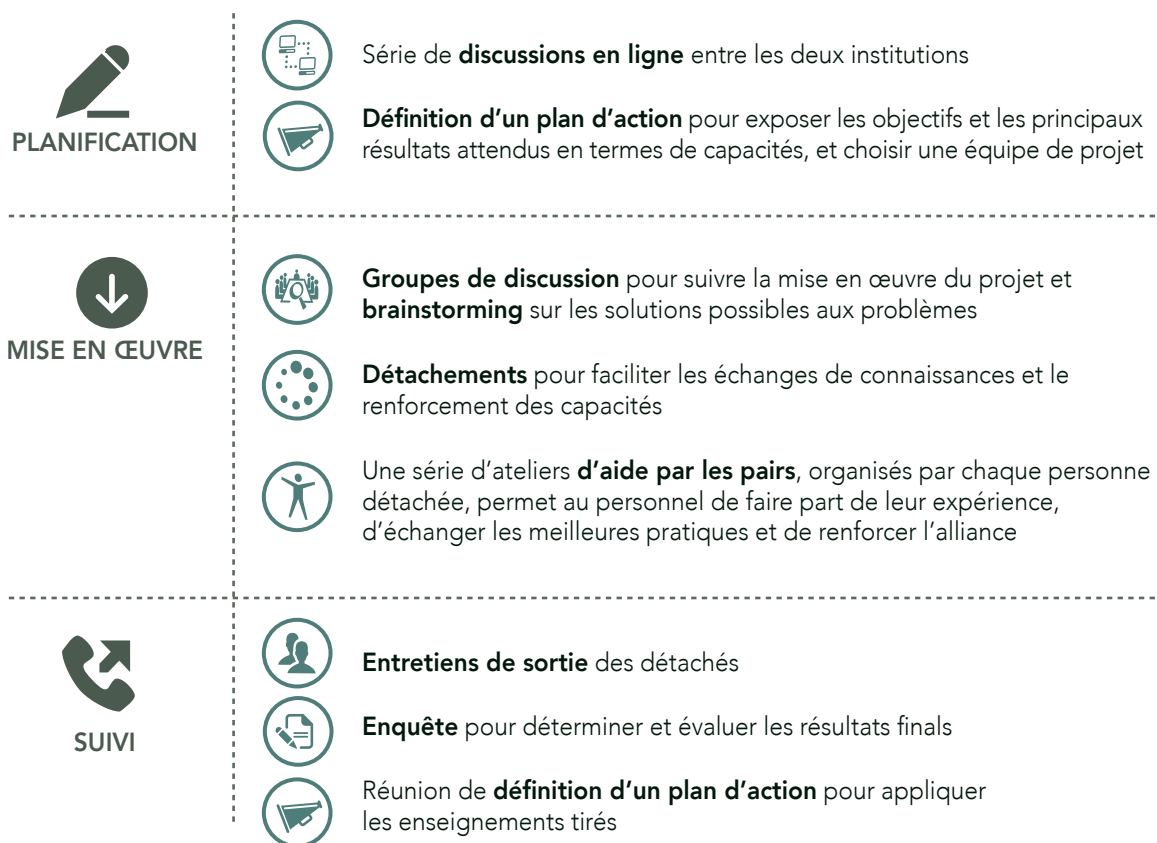 PLANIFICATION
Série de discussions en ligne entre les deux institutions
Définition d’un plan d’action pour exposer les objectifs et les principaux
résultats attendus en termes de capacités, et choisir une équipe de projet
MISE EN ŒUVRE
Groupes de discussion pour suivre la mise en œuvre du projet et
brainstorming sur les solutions possibles aux problèmes
Détachements pour faciliter les échanges de connaissances et le
renforcement des capacités
Une série d’ateliers d’aide par les pairs, organisés par chaque personne
détachée, permet au personnel de faire part de leur expérience,
d’échanger les meilleures pratiques et de renforcer l’alliance
SUIVI
Entretiens de sortie des détachés
Enquête pour déterminer et évaluer les résultats finals
Réunion de définition d’un plan d’action pour appliquer
les enseignements tirés